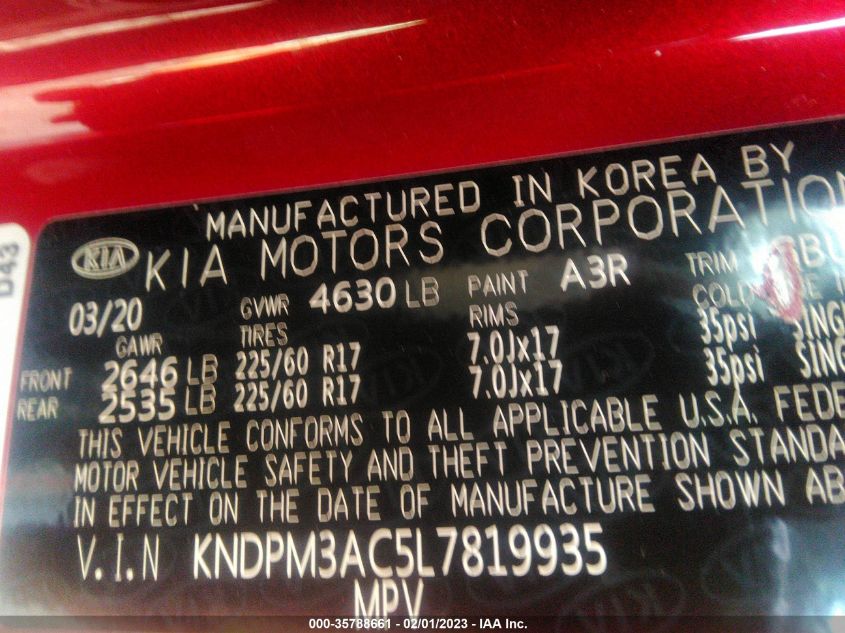 MANUFACTURED IN KOREA BY
KIA KIA MOTORS CORPORATION
D43
03/20 GVWR 4630 LB PAINT A3R TRIM
GAWR TIRES RIMS
FRONT 2646 LB 225/60 R17 7.0Jx17 35psi SING
REAR 2535 LB 225/60 R17 7.0Jx17 35psi SING
THIS VEHICLE CONFORMS TO ALL APPLICABLE U.S.A. FEDE
MOTOR VEHICLE SAFETY AND THEFT PREVENTION STANDA
IN EFFECT ON THE DATE OF MANUFACTURE SHOWN AB
V.I.N KNDPM3AC5L7819935
MPV
000-35788661 - 02/01/2023 - IAA Inc.